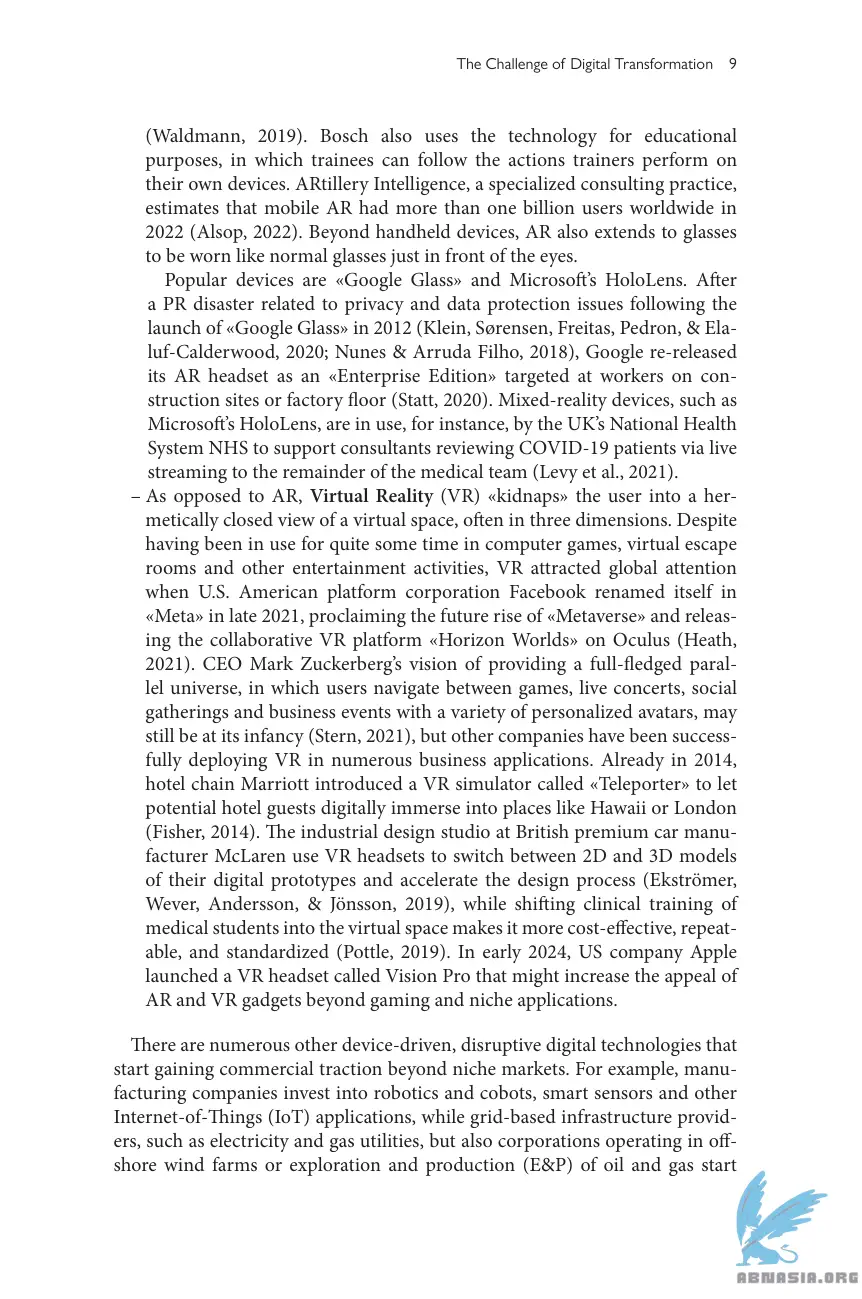 The Challenge of Digital Transformation 9
(Waldmann, 2019). Bosch also uses the technology for educational
purposes, in which trainees can follow the actions trainers perform on
their own devices. ARtillery Intelligence, a specialized consulting practice,
estimates that mobile AR had more than one billion users worldwide in
2022 (Alsop, 2022). Beyond handheld devices, AR also extends to glasses
to be worn like normal glasses just in front of the eyes.
Popular devices are «Google Glass» and Microsoft's HoloLens. After
a PR disaster related to privacy and data protection issues following the
launch of «Google Glass» in 2012 (Klein, Sørensen, Freitas, Pedron, & Ela-
luf-Calderwood, 2020; Nunes & Arruda Filho, 2018), Google re-released
its AR headset as an «Enterprise Edition» targeted at workers on con-
struction sites or factory floor (Statt, 2020). Mixed-reality devices, such as
Microsoft's HoloLens, are in use, for instance, by the UK's National Health
System NHS to support consultants reviewing COVID-19 patients via live
streaming to the remainder of the medical team (Levy et al., 2021).
– As opposed to AR, Virtual Reality (VR) «kidnaps» the user into a her-
metically closed view of a virtual space, often in three dimensions. Despite
having been in use for quite some time in computer games, virtual escape
rooms and other entertainment activities, VR attracted global attention
when U.S. American platform corporation Facebook renamed itself in
«Meta» in late 2021, proclaiming the future rise of «Metaverse» and releas-
ing the collaborative VR platform «Horizon Worlds» on Oculus (Heath,
2021). CEO Mark Zuckerberg's vision of providing a full-fledged paral-
lel universe, in which users navigate between games, live concerts, social
gatherings and business events with a variety of personalized avatars, may
still be at its infancy (Stern, 2021), but other companies have been success-
fully deploying VR in numerous business applications. Already in 2014,
hotel chain Marriott introduced a VR simulator called «Teleporter» to let
potential hotel guests digitally immerse into places like Hawaii or London
(Fisher, 2014). The industrial design studio at British premium car manu-
facturer McLaren use VR headsets to switch between 2D and 3D models
of their digital prototypes and accelerate the design process (Ekströmer,
Wever, Andersson, & Jönsson, 2019), while shifting clinical training of
medical students into the virtual space makes it more cost-effective, repeat-
able, and standardized (Pottle, 2019). In early 2024, US company Apple
launched a VR headset called Vision Pro that might increase the appeal of
AR and VR gadgets beyond gaming and niche applications.
There are numerous other device-driven, disruptive digital technologies that
start gaining commercial traction beyond niche markets. For example, manu-
facturing companies invest into robotics and cobots, smart sensors and other
Internet-of-Things (IoT) applications, while grid-based infrastructure provid-
ers, such as electricity and gas utilities, but also corporations operating in off-
shore wind farms or exploration and production (E&P) of oil and gas start
ABNASIA.ORG